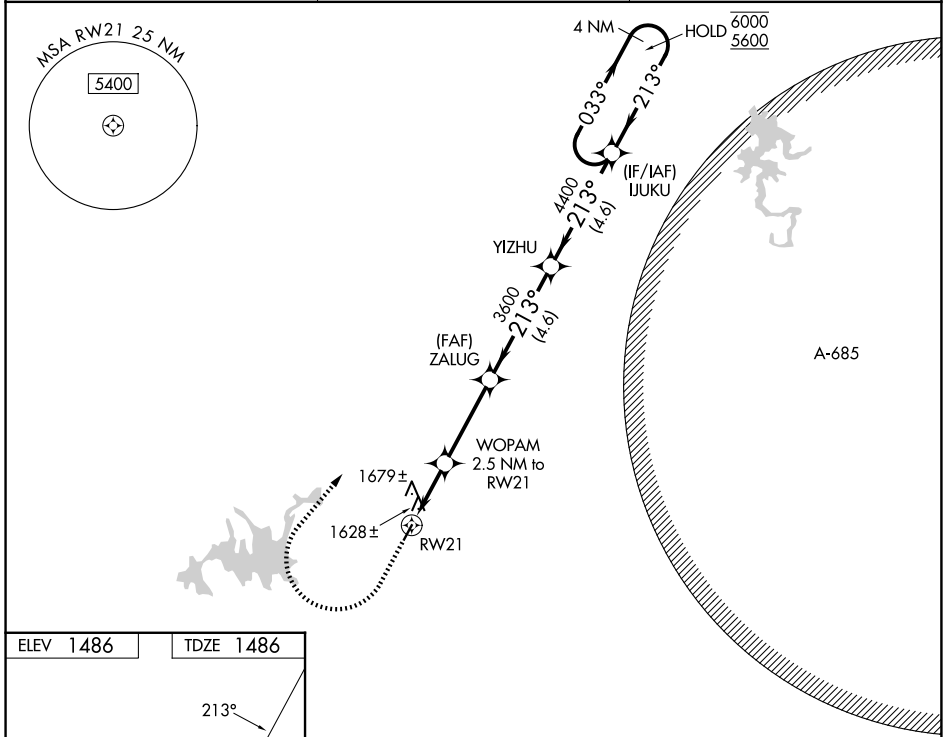 MSA RW21 25 NM
5400
4 NM
HOLD 6000
5600
033°
213°
(IF/IAF)
IJUKU
4400
213°
(4.6)
YIZHU
3600
213°
(4.6)
(FAF)
ZALUG
A-685
WOPAM
2.5 NM to
RW21
1679±
1628±
RW21
ELEV 1486
TDZE 1486
213°